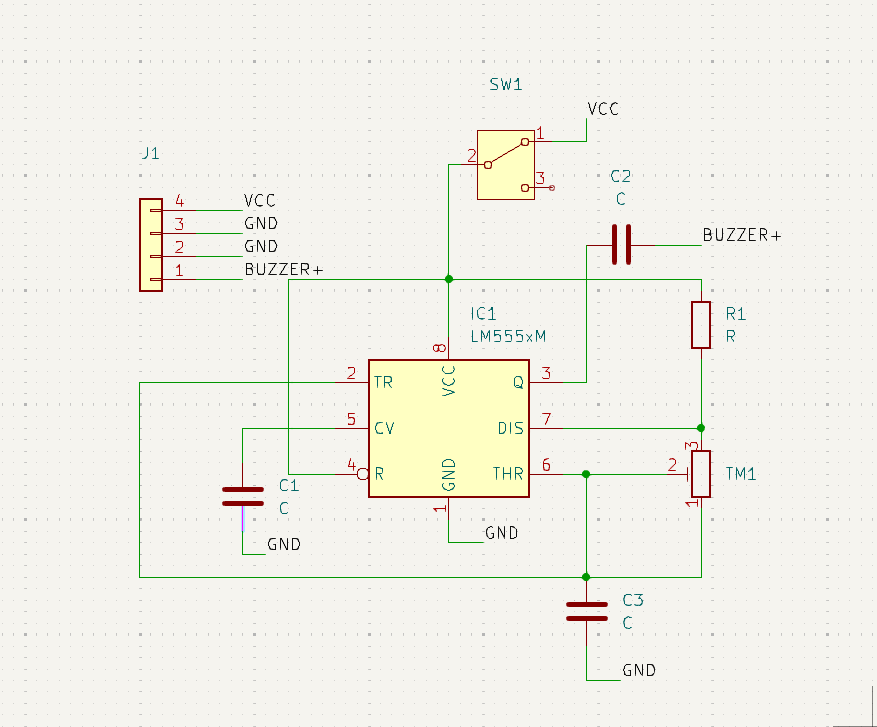 SW1
VCC
1
2
3
J1
C2
C
4
VCC
3
GND
2
GND
1
BUZZER+
BUZZER+
IC1
LM555xM
R1
R
8
VCC
2
TR
Q
3
5
CV
DIS
7
4
R
GND
THR
6
2
3
TM1
1
1
C1
C
GND
GND
C3
C
GND